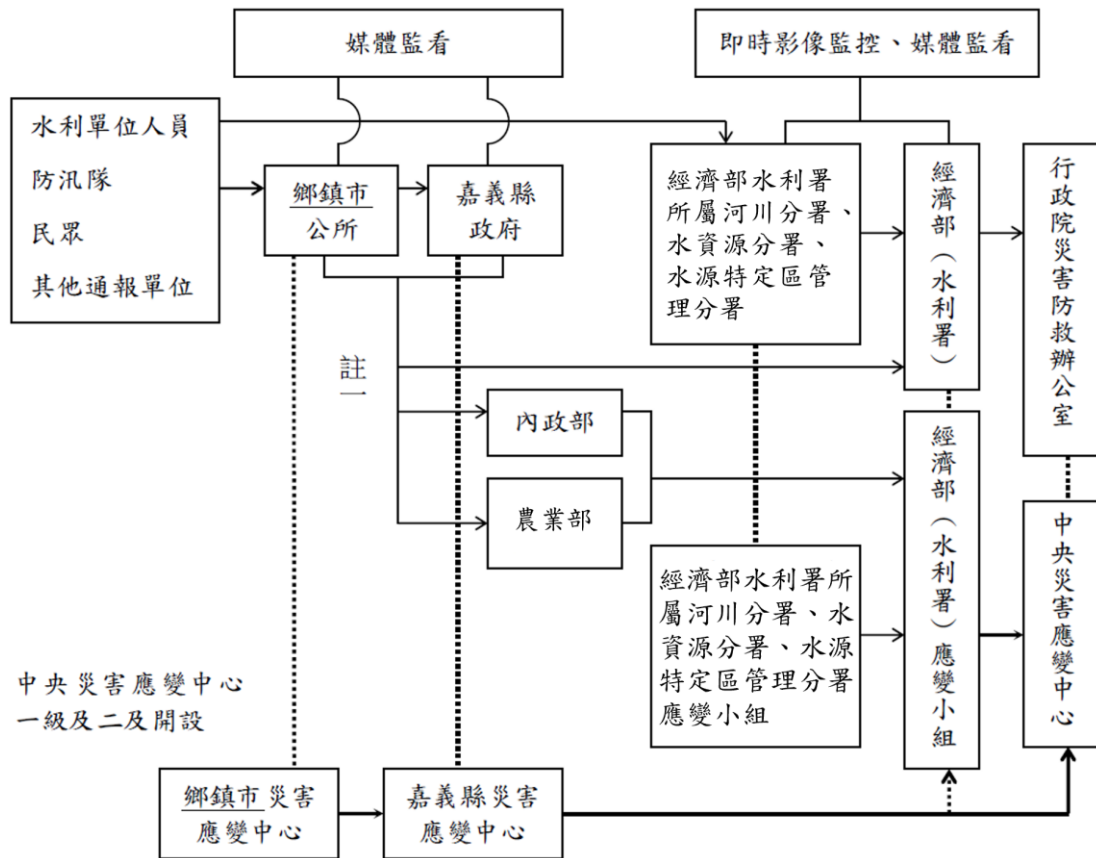 媒體監看
即時影像監控、媒體監看
水利單位人員
防汛隊
民眾
其他通報單位
鄉鎮市
公所
嘉義縣
政府
經濟部水利署
所屬河川分署、
水資源分署、
水源特定區管
理分署
經濟部（水利署）
行政院災害防救辦公室
註一
內政部
農業部
經濟部水利署所
屬河川分署、水
資源分署、水源
特定區管理分署
應變小組
經濟部（水利署）應變小組
中央災害應變中心
中央災害應變中心
一級及二及開設
鄉鎮市災害
應變中心
嘉義縣災害
應變中心